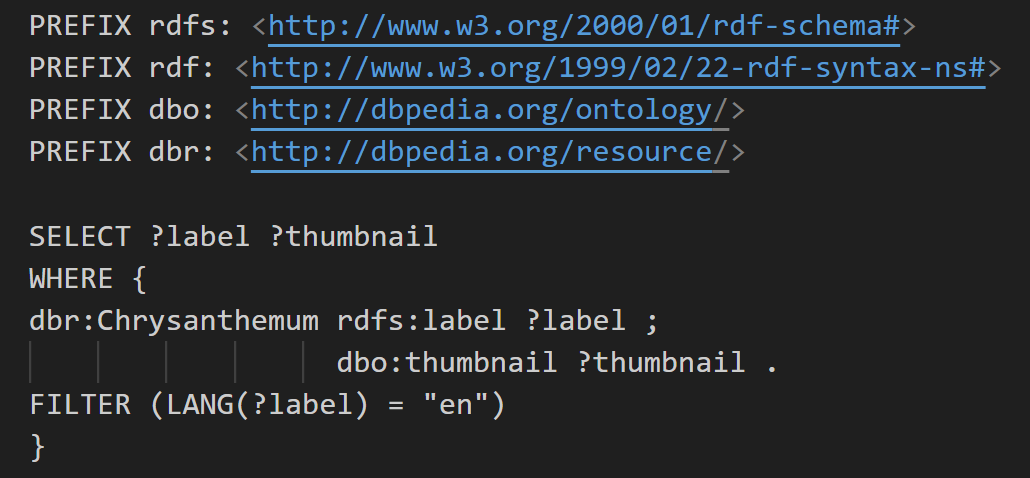 PREFIX rdfs: <http://www.w3.org/2000/01/rdf-schema#>
PREFIX rdf: <http://www.w3.org/1999/02/22-rdf-syntax-ns#>
PREFIX dbo: <http://dbpedia.org/ontology/>
PREFIX dbr: <http://dbpedia.org/resource/>

SELECT ?label ?thumbnail
WHERE {
dbr:Chrysanthemum rdfs:label ?label ;
                  dbo:thumbnail ?thumbnail .
FILTER (LANG(?label) = "en")
}